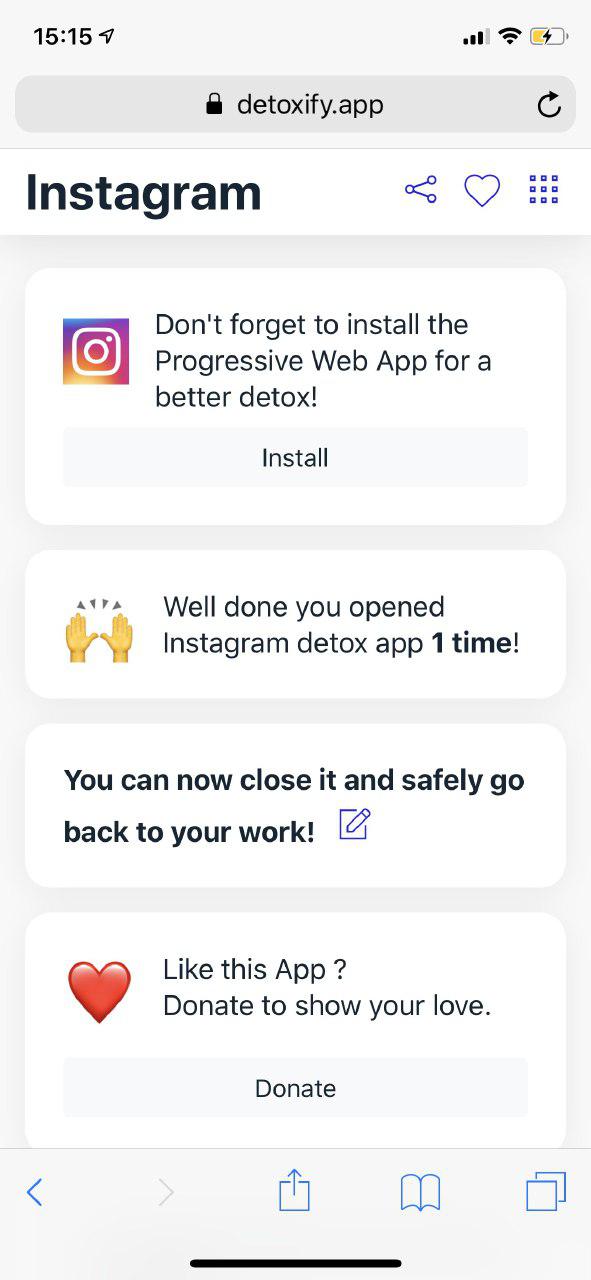 15:15
detoxify.app
Instagram
Don't forget to install the
Progressive Web App for a
better detox!
Install
Well done you opened
Instagram detox app 1 time!
You can now close it and safely go
back to your work!
Like this App ?
Donate to show your love.
Donate